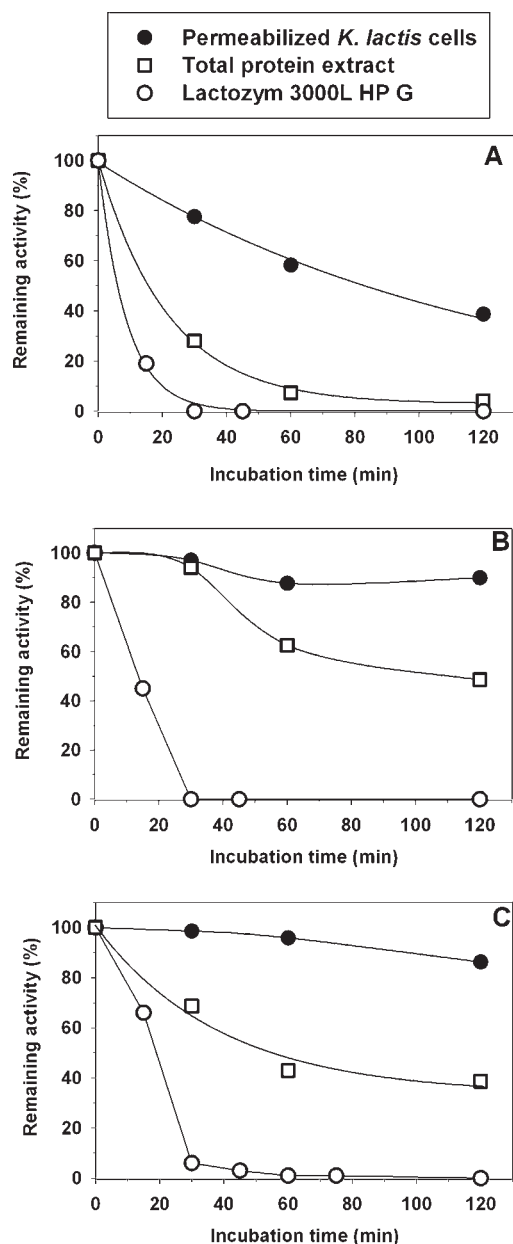 Permeabilized K. lactis cells
Total protein extract
Lactozym 3000L HP G
A
100
80
60
40
20
0
Remaining activity (%)
0 20 40 60 80 100 120
Incubation time (min)
B
100
80
60
40
20
0
Remaining activity (%)
0 20 40 60 80 100 120
Incubation time (min)
C
100
80
60
40
20
0
Remaining activity (%)
0 20 40 60 80 100 120
Incubation time (min)